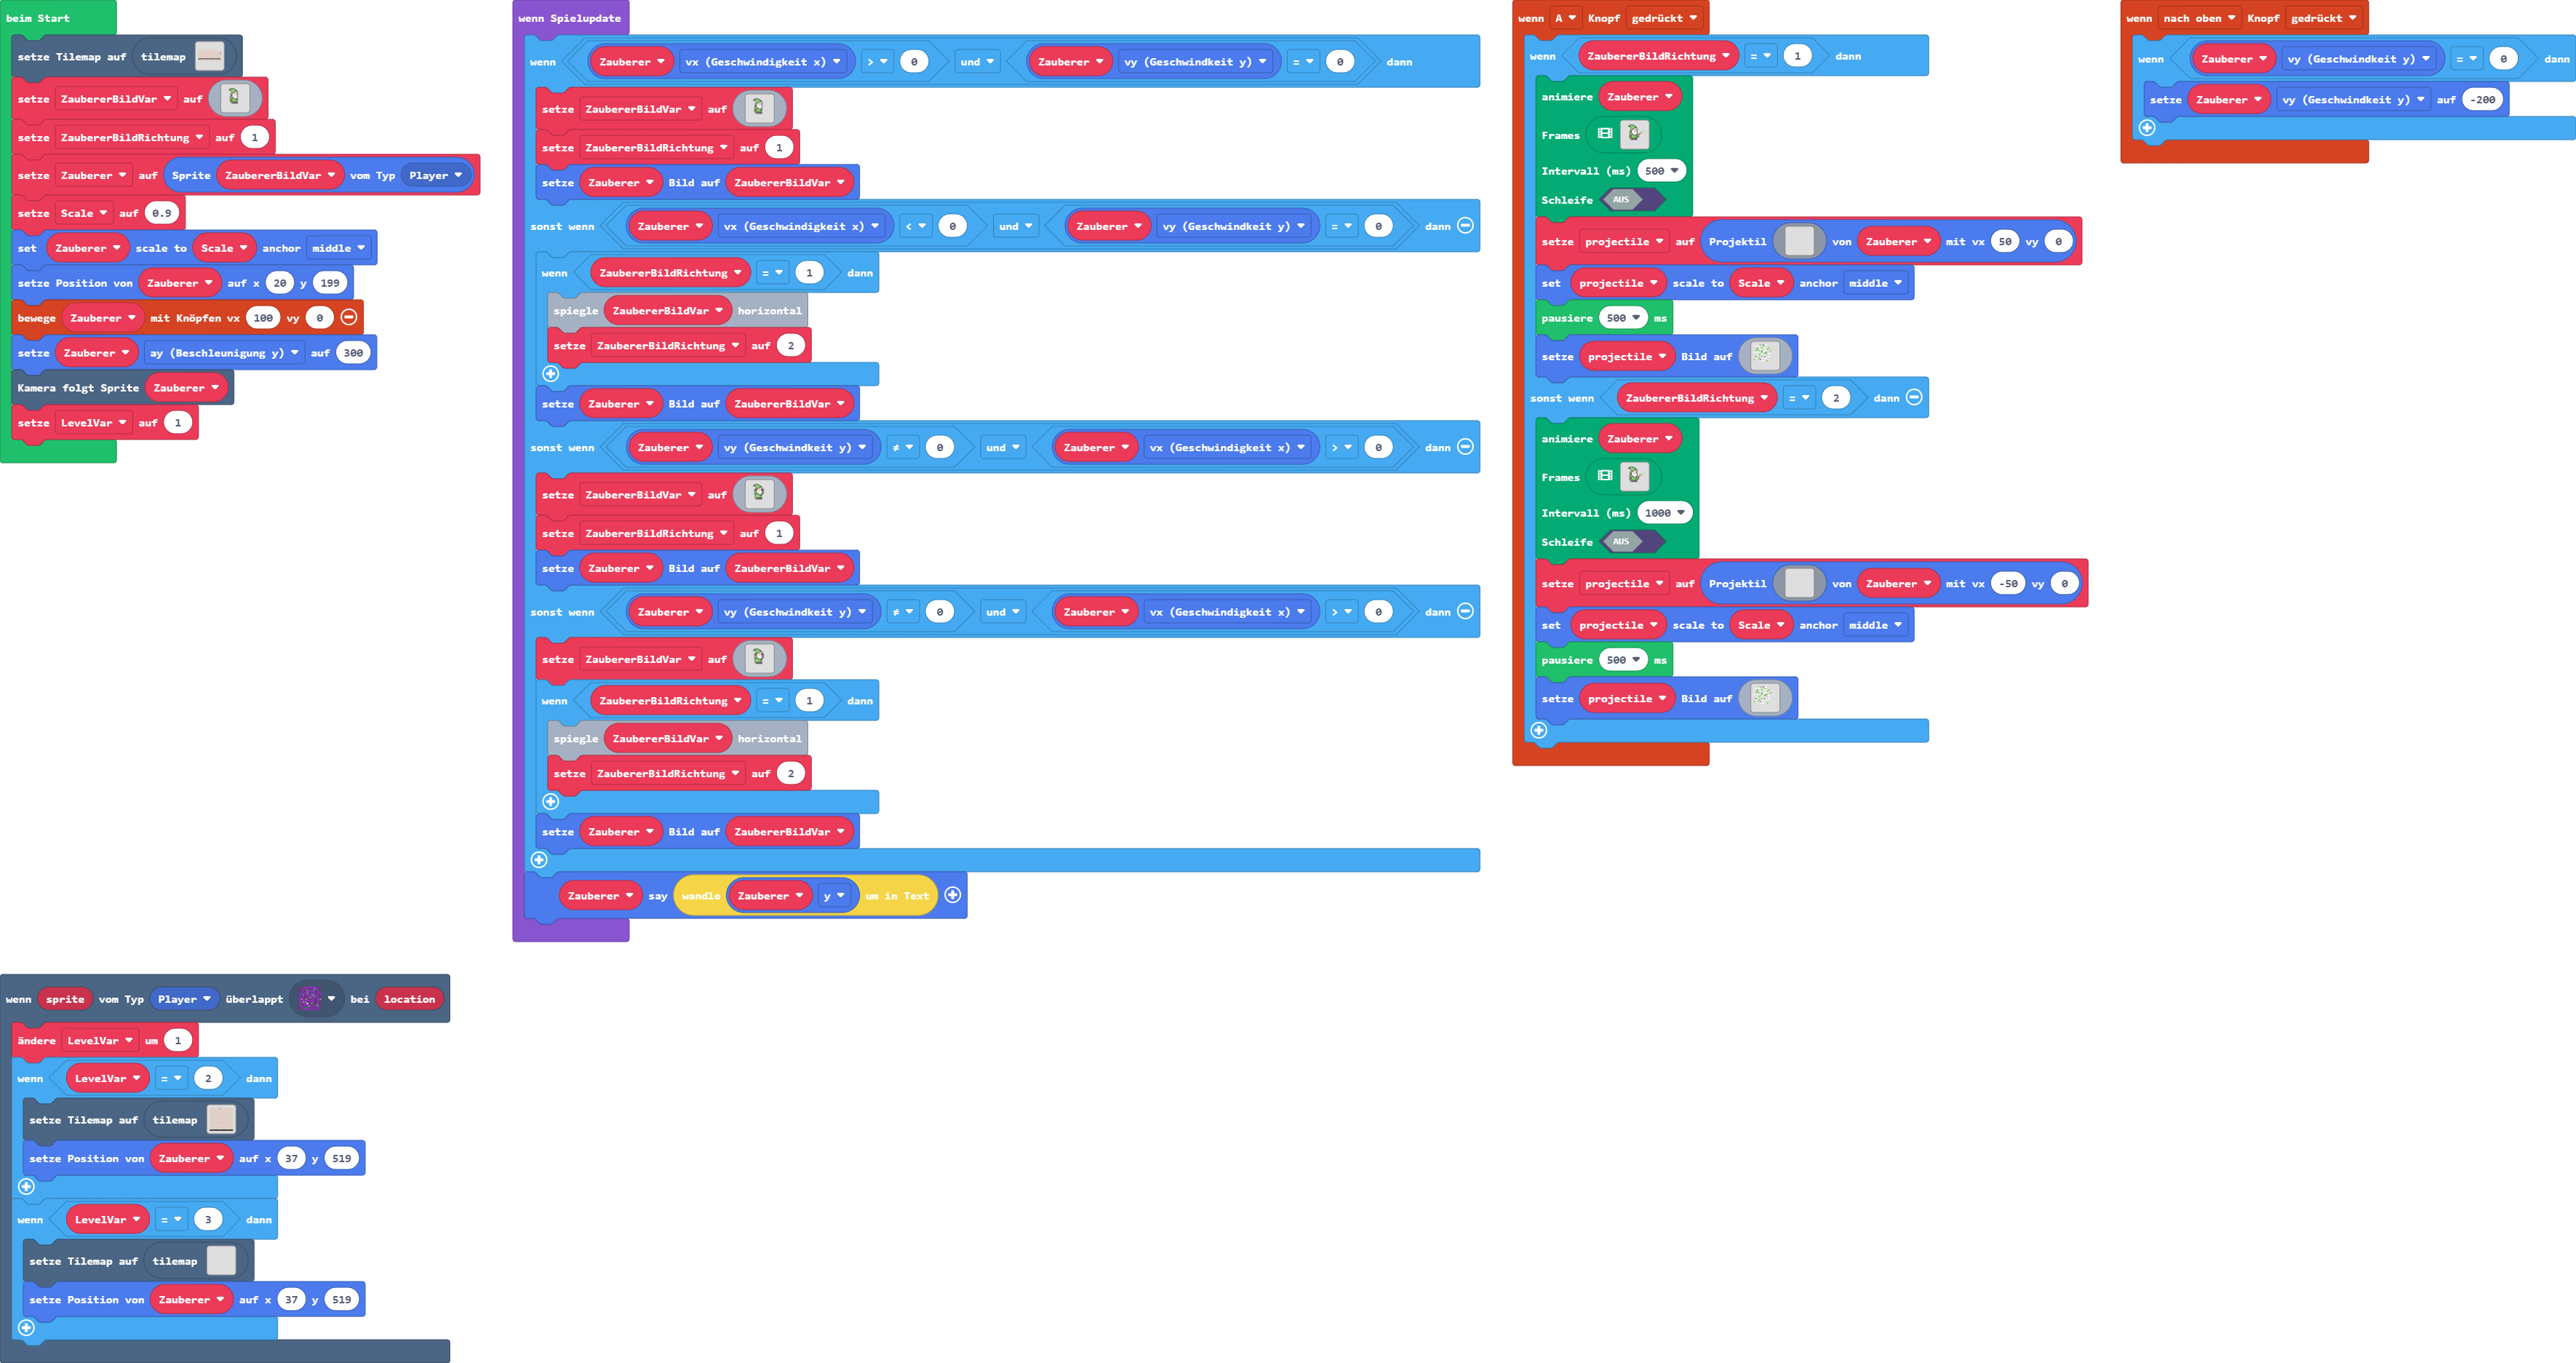 beim Start
setze Tilemap auf tilemap
setze ZaubererBildVar auf
setze ZaubererBildRichtung auf 1
setze Zauberer auf Sprite ZaubererBildVar vom Typ Player
setze Scale auf 0.9
set Zauberer scale to Scale anchor middle
setze Position von Zauberer auf x 20 y 199
bewege Zauberer mit Knöpfen vx 100 vy 0
setze Zauberer ay (Beschleunigung y) auf 300
Kamera folgt Sprite Zauberer
setze LevelVar auf 1
wenn Spielupdate
wenn Zauberer vx (Geschwindigkeit x) > 0 und Zauberer vy (Geschwindkeit y) = 0 dann
setze ZaubererBildVar auf
setze ZaubererBildRichtung auf 1
setze Zauberer Bild auf ZaubererBildVar
sonst wenn Zauberer vx (Geschwindigkeit x) < 0 und Zauberer vy (Geschwindkeit y) = 0 dann
wenn ZaubererBildRichtung = 1 dann
spiegle ZaubererBildVar horizontal
setze ZaubererBildRichtung auf 2
setze Zauberer Bild auf ZaubererBildVar
sonst wenn Zauberer vy (Geschwindkeit y) ≠ 0 und Zauberer vx (Geschwindigkeit x) > 0 dann
setze ZaubererBildVar auf
setze ZaubererBildRichtung auf 1
setze Zauberer Bild auf ZaubererBildVar
sonst wenn Zauberer vy (Geschwindkeit y) ≠ 0 und Zauberer vx (Geschwindigkeit x) > 0 dann
setze ZaubererBildVar auf
wenn ZaubererBildRichtung = 1 dann
spiegle ZaubererBildVar horizontal
setze ZaubererBildRichtung auf 2
setze Zauberer Bild auf ZaubererBildVar
Zauberer say wandle Zauberer y um in Text
wenn A Knopf gedrückt
wenn ZaubererBildRichtung = 1 dann
animiere Zauberer
Frames
Intervall (ms) 500
Schleife AUS
setze projectile auf Projektil von Zauberer mit vx 50 vy 0
set projectile scale to Scale anchor middle
pausiere 500 ms
setze projectile Bild auf
sonst wenn ZaubererBildRichtung = 2 dann
animiere Zauberer
Frames
Intervall (ms) 1000
Schleife AUS
setze projectile auf Projektil von Zauberer mit vx -50 vy 0
set projectile scale to Scale anchor middle
pausiere 500 ms
setze projectile Bild auf
wenn nach oben Knopf gedrückt
wenn Zauberer vy (Geschwindkeit y) = 0 dann
setze Zauberer vy (Geschwindkeit y) auf -200
wenn sprite vom Typ Player überlappt bei location
ändere LevelVar um 1
wenn LevelVar = 2 dann
setze Tilemap auf tilemap
setze Position von Zauberer auf x 37 y 519
wenn LevelVar = 3 dann
setze Tilemap auf tilemap
setze Position von Zauberer auf x 37 y 519